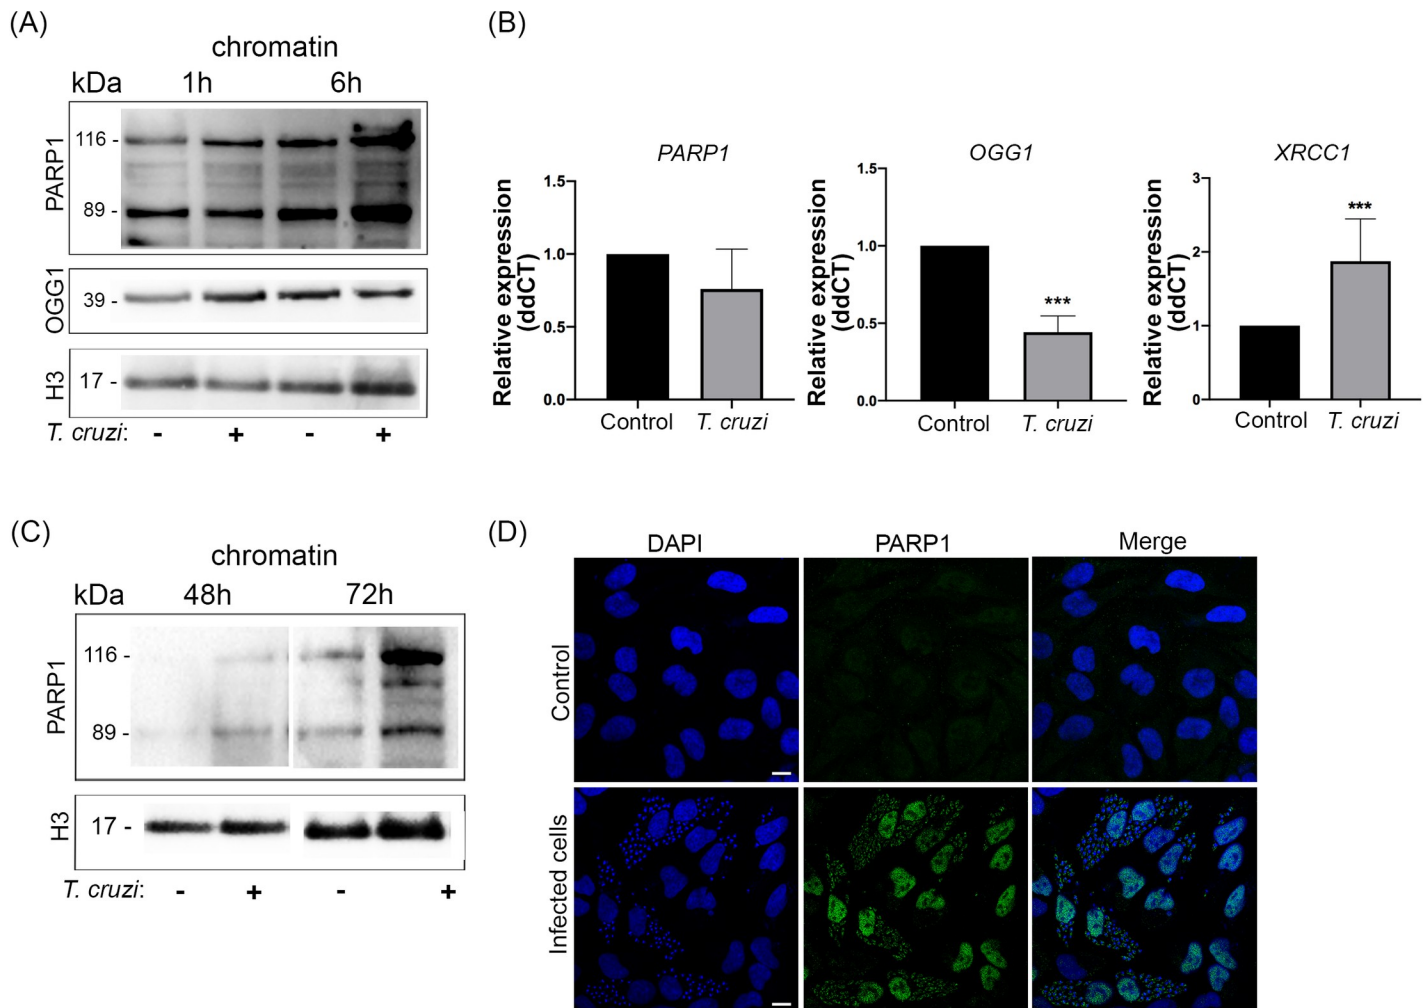 (A)
chromatin
kDa 1h 6h
PARP1
116 -
89 -
OGG1
39 -
H3
17 -
T. cruzi: - + - +
(B)
PARP1
Relative expression
(ddCT)
1.5
1.0
0.5
0.0
Control T. cruzi
OGG1
Relative expression
(ddCT)
1.5
1.0
0.5
0.0
***
Control T. cruzi
XRCC1
Relative expression
(ddCT)
3
2
1
0
***
Control T. cruzi
(C)
chromatin
kDa 48h 72h
PARP1
116 -
89 -
H3
17 -
T. cruzi: - + - +
(D)
DAPI PARP1 Merge
Control
Infected cells